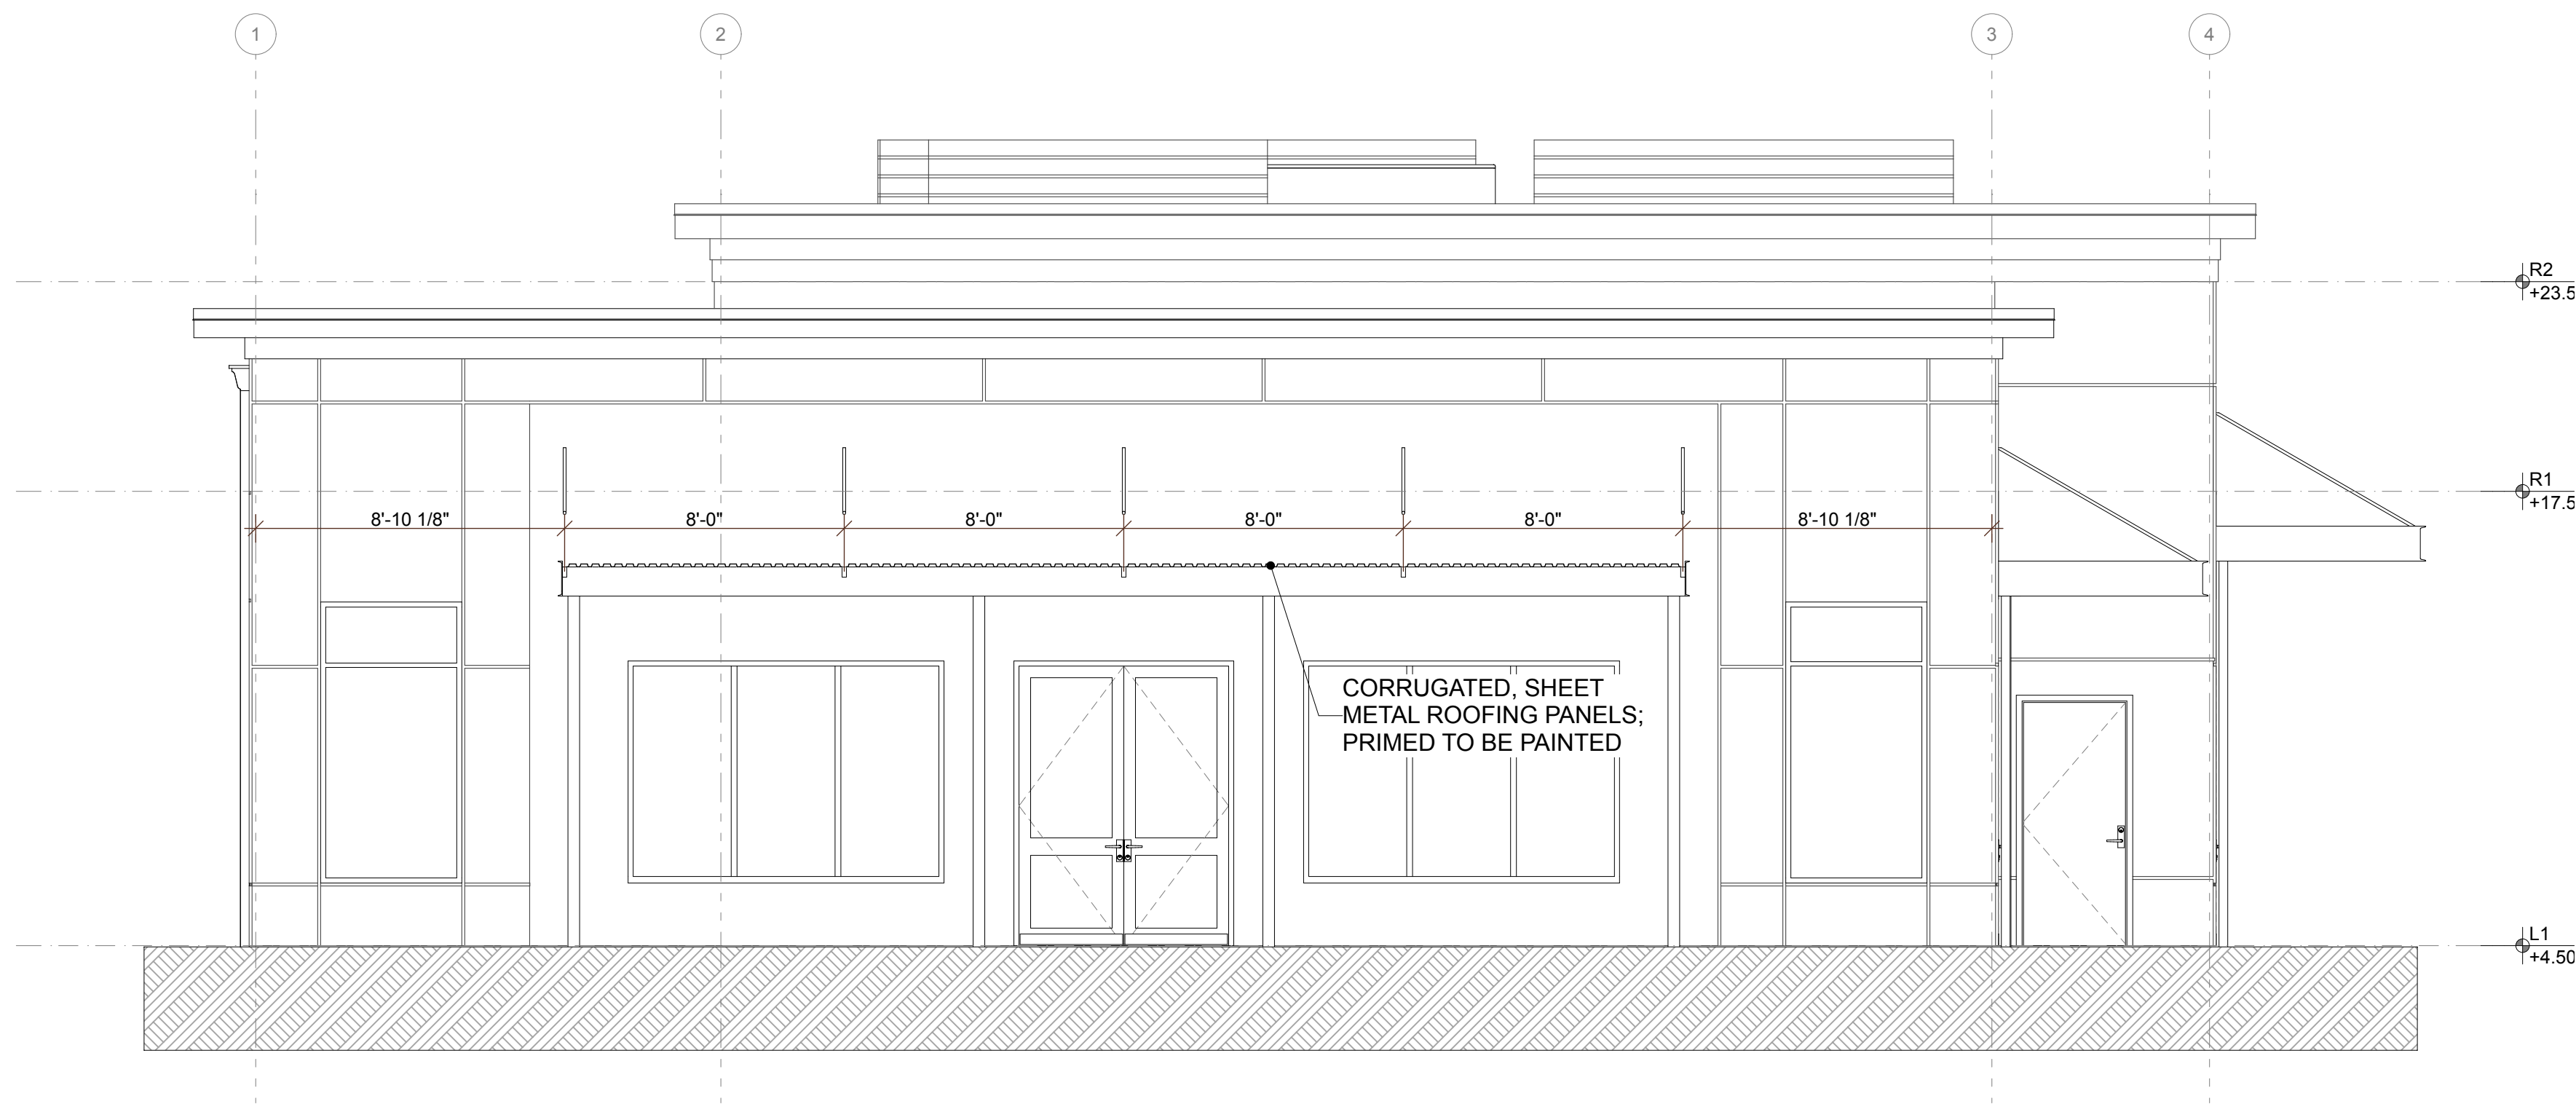 1 2 3 4
R2
+23.5
R1
+17.5
8'-10 1/8" 8'-0" 8'-0" 8'-0" 8'-0" 8'-10 1/8"
CORRUGATED, SHEET
METAL ROOFING PANELS;
PRIMED TO BE PAINTED
L1
+4.50